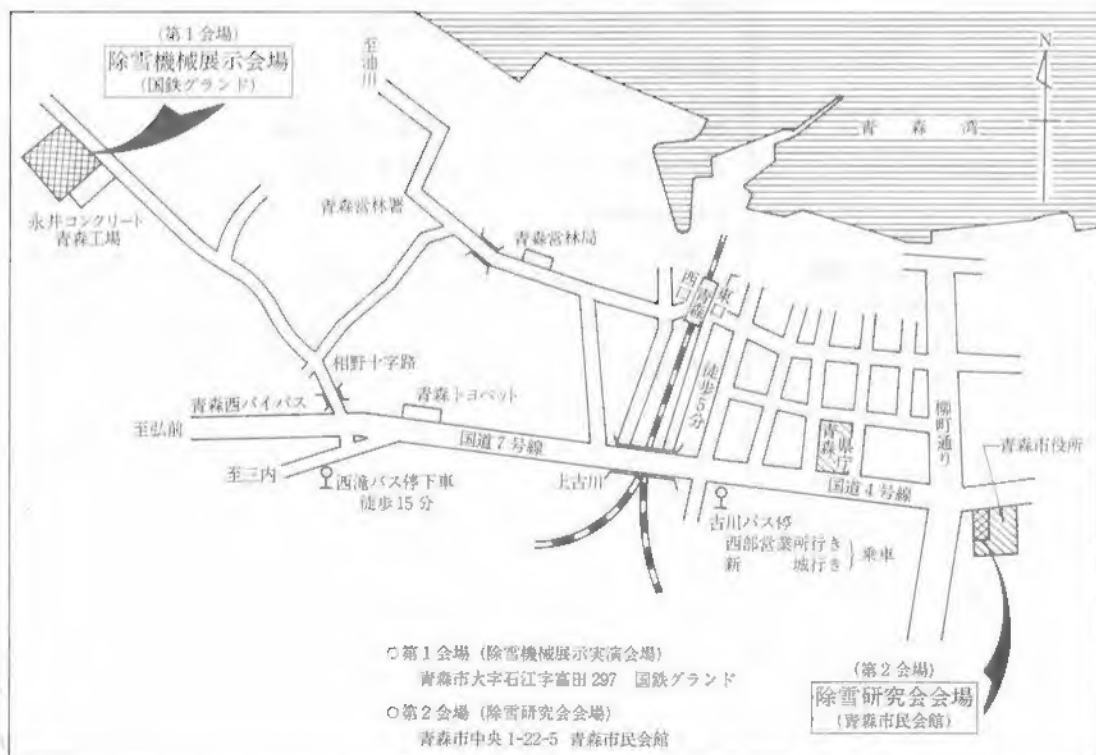 (第1会場)
除雪機械展示会場
(国鉄グランド)
至油川
N
青森湾
永井コンクリート
青森工場
青森営林署
青森営林局
西口
青森
東口
徒歩5分
相野十字路
青森トヨペット
青森西バイパス
至弘前
国道7号線
至三内
西滝バス停下車
徒歩15分
上古川
古川バス停
西部営業所行き
新 城行き
乗車
青森県庁
国道4号線
柳町通り
青森市役所
(第2会場)
除雪研究会会場
(青森市民会館)
○第1会場 (除雪機械展示実演会場)
青森市大字石江字富田297 国鉄グランド
○第2会場 (除雪研究会会場)
青森市中央1-22-5 青森市民会館